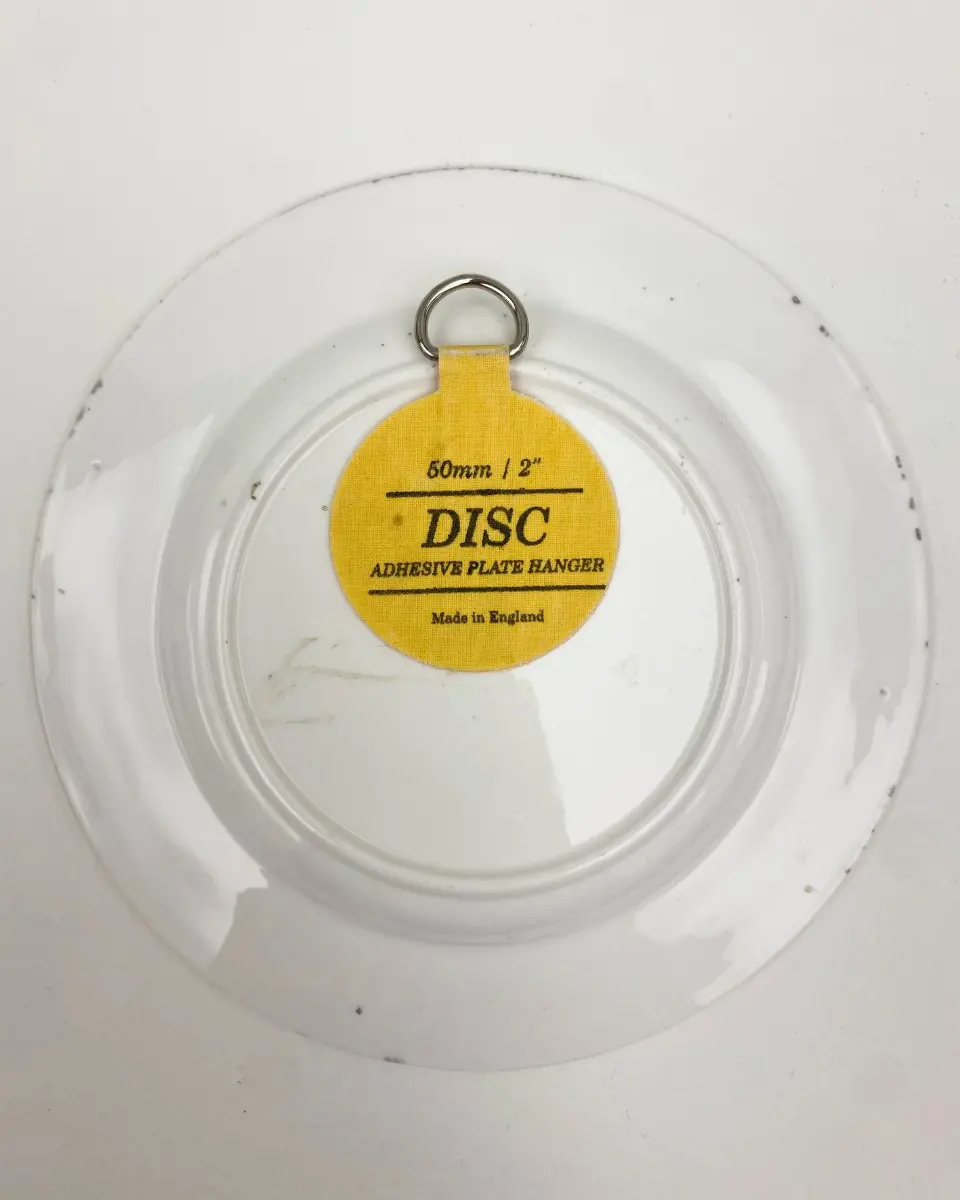 50mm / 2"
DISC
ADHESIVE PLATE HANGER
Made in England